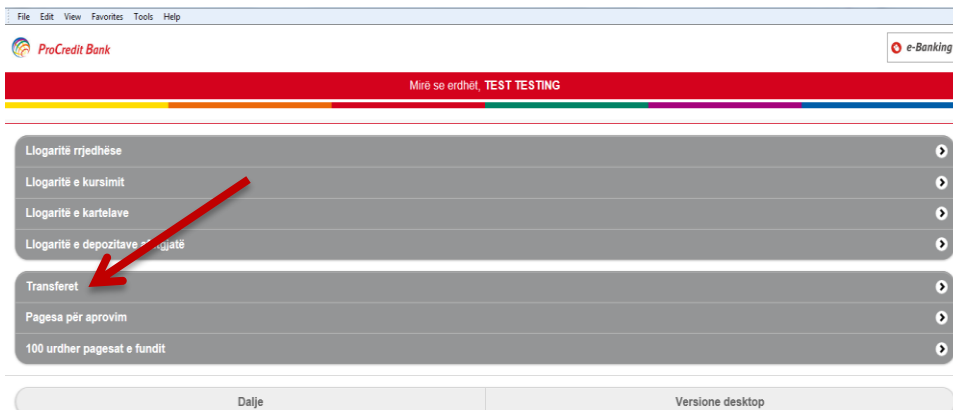 File Edit View Favorites Tools Help
ProCredit Bank
e-Banking
Mirë se erdhët, TEST TESTING
Llogaritë rrjedhëse
Llogaritë e kursimit
Llogaritë e kartelave
Llogaritë e depozitave
Transferet
Pagesa për aprovim
100 urdher pagesat e fundit
Dalje
Versione desktop